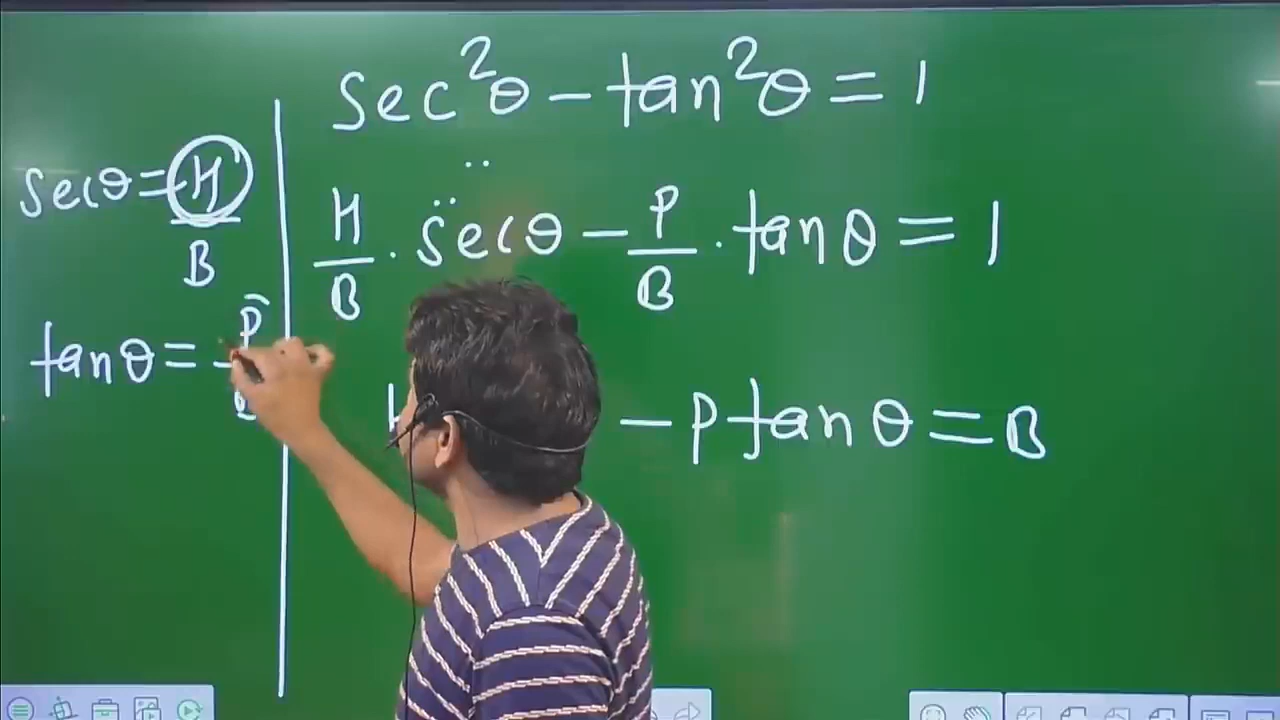 sec²θ − tan²θ = 1
secθ = H/B
H/B · secθ − P/B · tanθ = 1
tanθ = P
− P tanθ = B